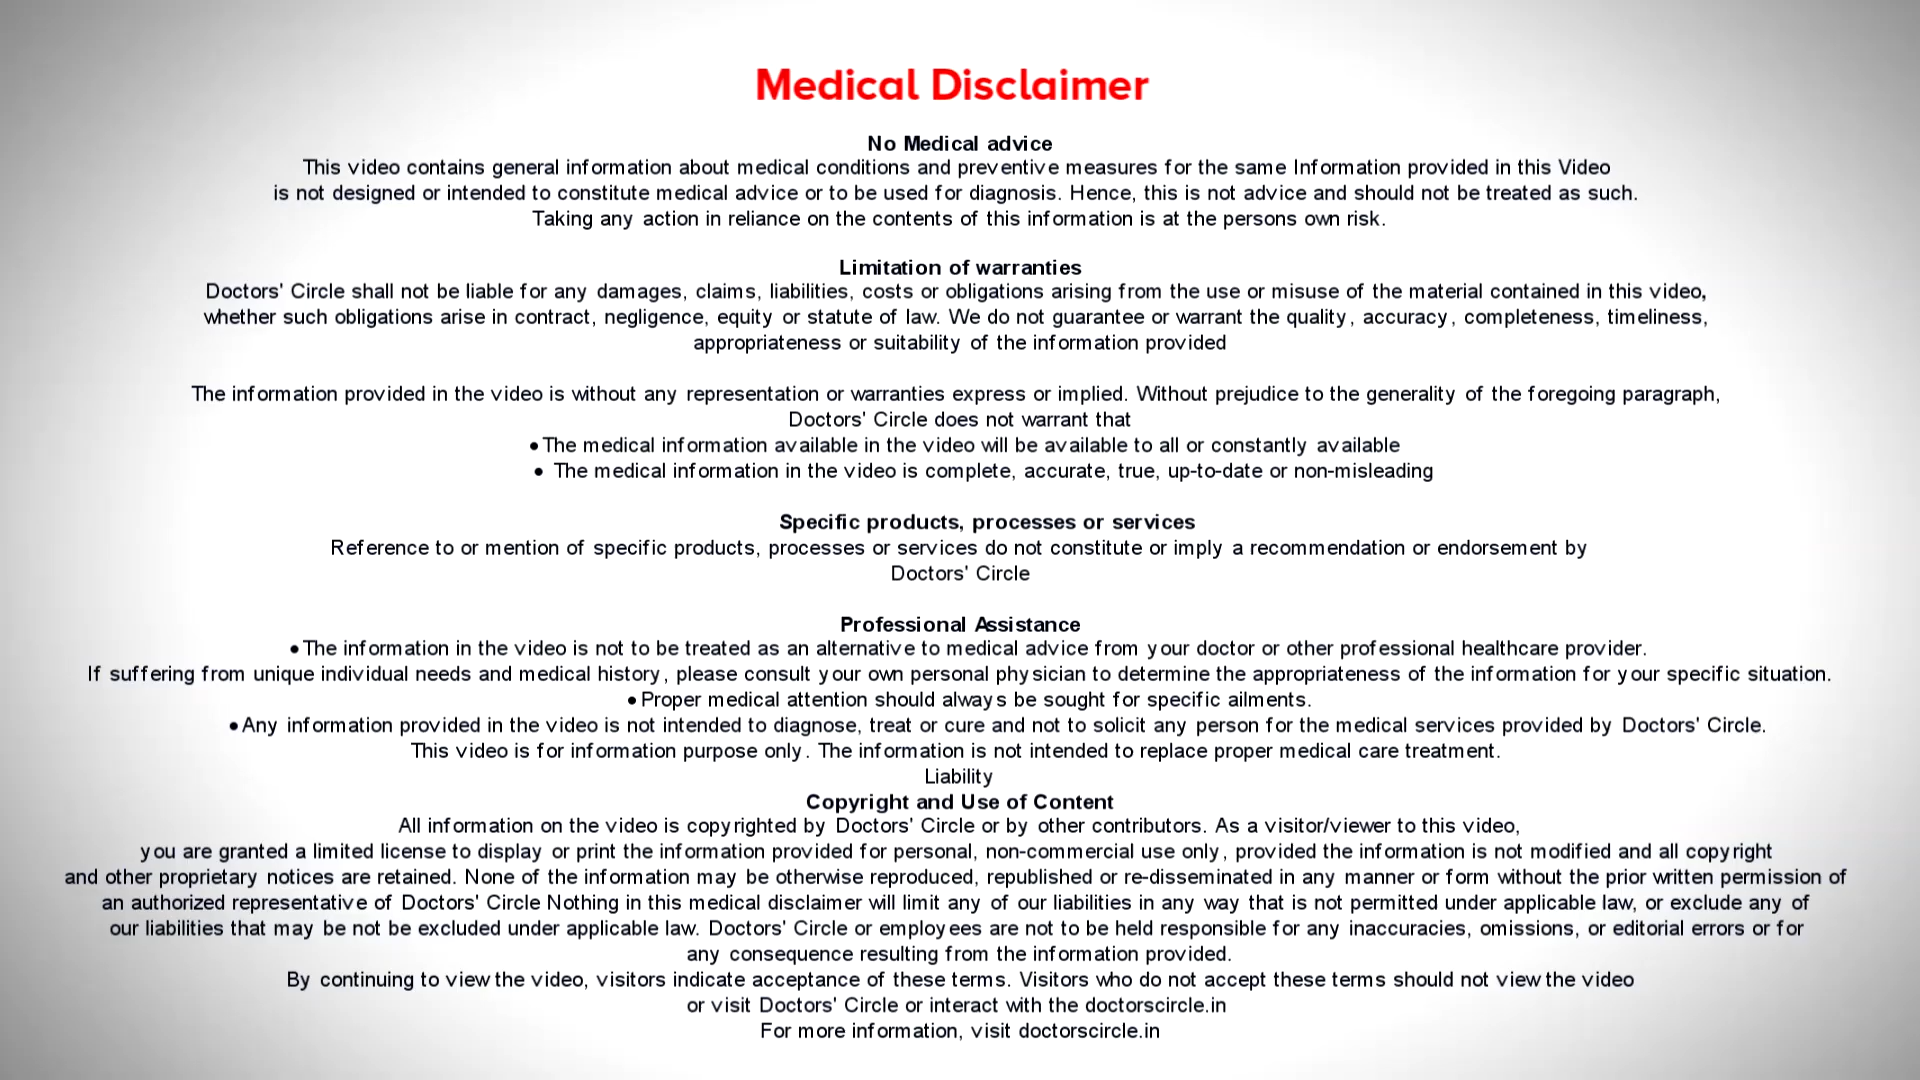 Medical Disclaimer
No Medical advice
This video contains general information about medical conditions and preventive measures for the same Information provided in this Video
is not designed or intended to constitute medical advice or to be used for diagnosis. Hence, this is not advice and should not be treated as such.
Taking any action in reliance on the contents of this information is at the persons own risk.
Limitation of warranties
Doctors' Circle shall not be liable for any damages, claims, liabilities, costs or obligations arising from the use or misuse of the material contained in this video,
whether such obligations arise in contract, negligence, equity or statute of law. We do not guarantee or warrant the quality, accuracy, completeness, timeliness,
appropriateness or suitability of the information provided
The information provided in the video is without any representation or warranties express or implied. Without prejudice to the generality of the foregoing paragraph,
Doctors' Circle does not warrant that
•The medical information available in the video will be available to all or constantly available
• The medical information in the video is complete, accurate, true, up-to-date or non-misleading
Specific products, processes or services
Reference to or mention of specific products, processes or services do not constitute or imply a recommendation or endorsement by
Doctors' Circle
Professional Assistance
•The information in the video is not to be treated as an alternative to medical advice from your doctor or other professional healthcare provider.
If suffering from unique individual needs and medical history, please consult your own personal physician to determine the appropriateness of the information for your specific situation.
•Proper medical attention should always be sought for specific ailments.
•Any information provided in the video is not intended to diagnose, treat or cure and not to solicit any person for the medical services provided by Doctors' Circle.
This video is for information purpose only. The information is not intended to replace proper medical care treatment.
Liability
Copyright and Use of Content
All information on the video is copyrighted by Doctors' Circle or by other contributors. As a visitor/viewer to this video,
you are granted a limited license to display or print the information provided for personal, non-commercial use only, provided the information is not modified and all copyright
and other proprietary notices are retained. None of the information may be otherwise reproduced, republished or re-disseminated in any manner or form without the prior written permission of
an authorized representative of Doctors' Circle Nothing in this medical disclaimer will limit any of our liabilities in any way that is not permitted under applicable law, or exclude any of
our liabilities that may be not be excluded under applicable law. Doctors' Circle or employees are not to be held responsible for any inaccuracies, omissions, or editorial errors or for
any consequence resulting from the information provided.
By continuing to view the video, visitors indicate acceptance of these terms. Visitors who do not accept these terms should not view the video
or visit Doctors' Circle or interact with the doctorscircle.in
For more information, visit doctorscircle.in